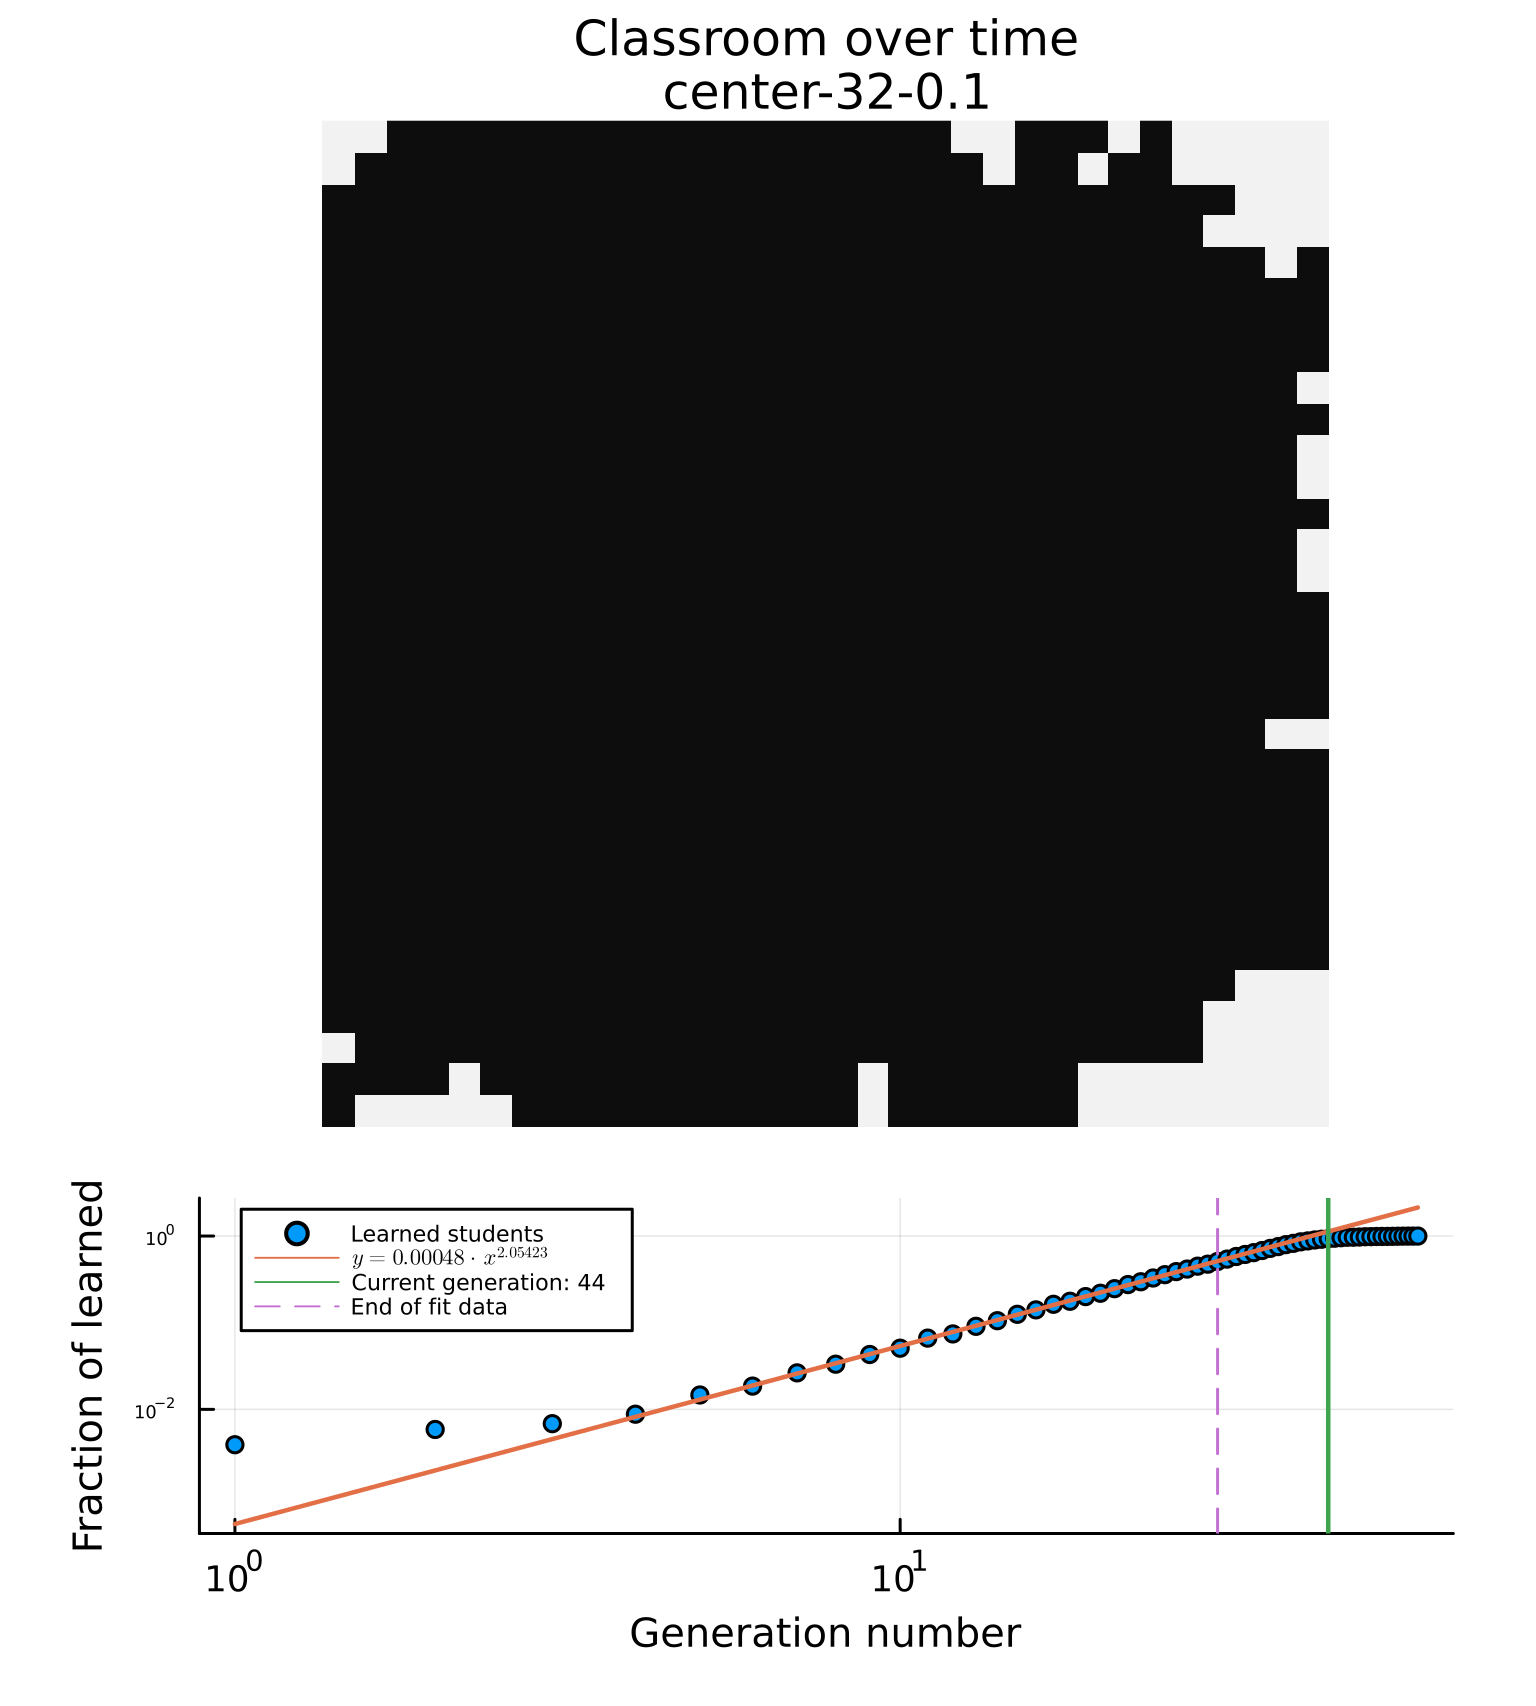 Classroom over time
center-32-0.1
Fraction of learned
10^0
10^-2
Learned students
y = 0.00048 · x^2.05423
Current generation: 44
End of fit data
10^0
10^1
Generation number